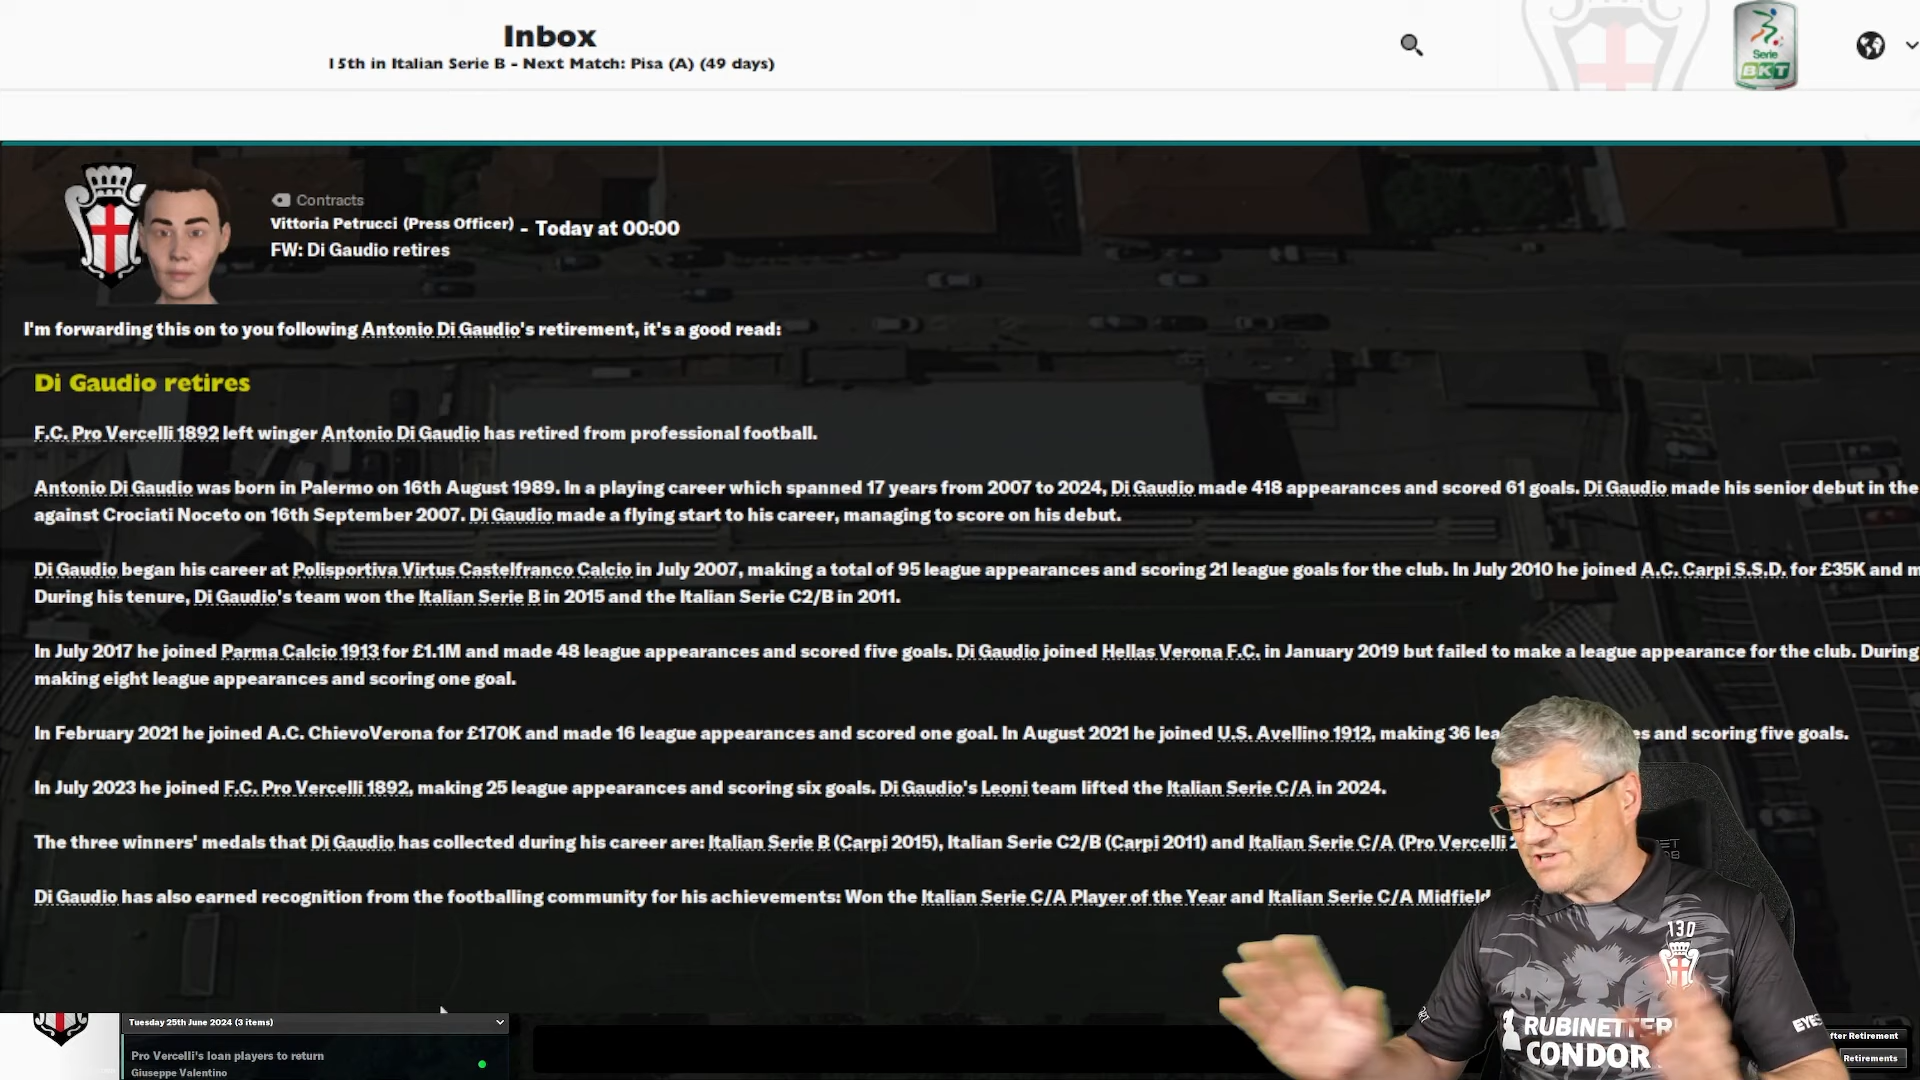 Inbox
15th in Italian Serie B - Next Match: Pisa (A) (49 days)
Serie
BKT
Contracts
Vittoria Petrucci (Press Officer) - Today at 00:00
FW: Di Gaudio retires
I'm forwarding this on to you following Antonio Di Gaudio's retirement, it's a good read:
Di Gaudio retires
F.C. Pro Vercelli 1892 left winger Antonio Di Gaudio has retired from professional football.
Antonio Di Gaudio was born in Palermo on 16th August 1989. In a playing career which spanned 17 years from 2007 to 2024, Di Gaudio made 418 appearances and scored 61 goals. Di Gaudio made his senior debut in the
against Crociati Noceto on 16th September 2007. Di Gaudio made a flying start to his career, managing to score on his debut.
Di Gaudio began his career at Polisportiva Virtus Castelfranco Calcio in July 2007, making a total of 95 league appearances and scoring 21 league goals for the club. In July 2010 he joined A.C. Carpi S.S.D. for £35K and m
During his tenure, Di Gaudio's team won the Italian Serie B in 2015 and the Italian Serie C2/B in 2011.
In July 2017 he joined Parma Calcio 1913 for £1.1M and made 48 league appearances and scored five goals. Di Gaudio joined Hellas Verona F.C. in January 2019 but failed to make a league appearance for the club. During
making eight league appearances and scoring one goal.
In February 2021 he joined A.C. ChievoVerona for £170K and made 16 league appearances and scored one goal. In August 2021 he joined U.S. Avellino 1912, making 36 lea es and scoring five goals.
In July 2023 he joined F.C. Pro Vercelli 1892, making 25 league appearances and scoring six goals. Di Gaudio's Leoni team lifted the Italian Serie C/A in 2024.
The three winners' medals that Di Gaudio has collected during his career are: Italian Serie B (Carpi 2015), Italian Serie C2/B (Carpi 2011) and Italian Serie C/A (Pro Vercelli 2
Di Gaudio has also earned recognition from the footballing community for his achievements: Won the Italian Serie C/A Player of the Year and Italian Serie C/A Midfield
130
RUBINETTER
CONDOR
EYES
Tuesday 25th June 2024 (3 items)
Pro Vercelli's loan players to return
Giuseppe Valentino
fter Retirement
Retirements